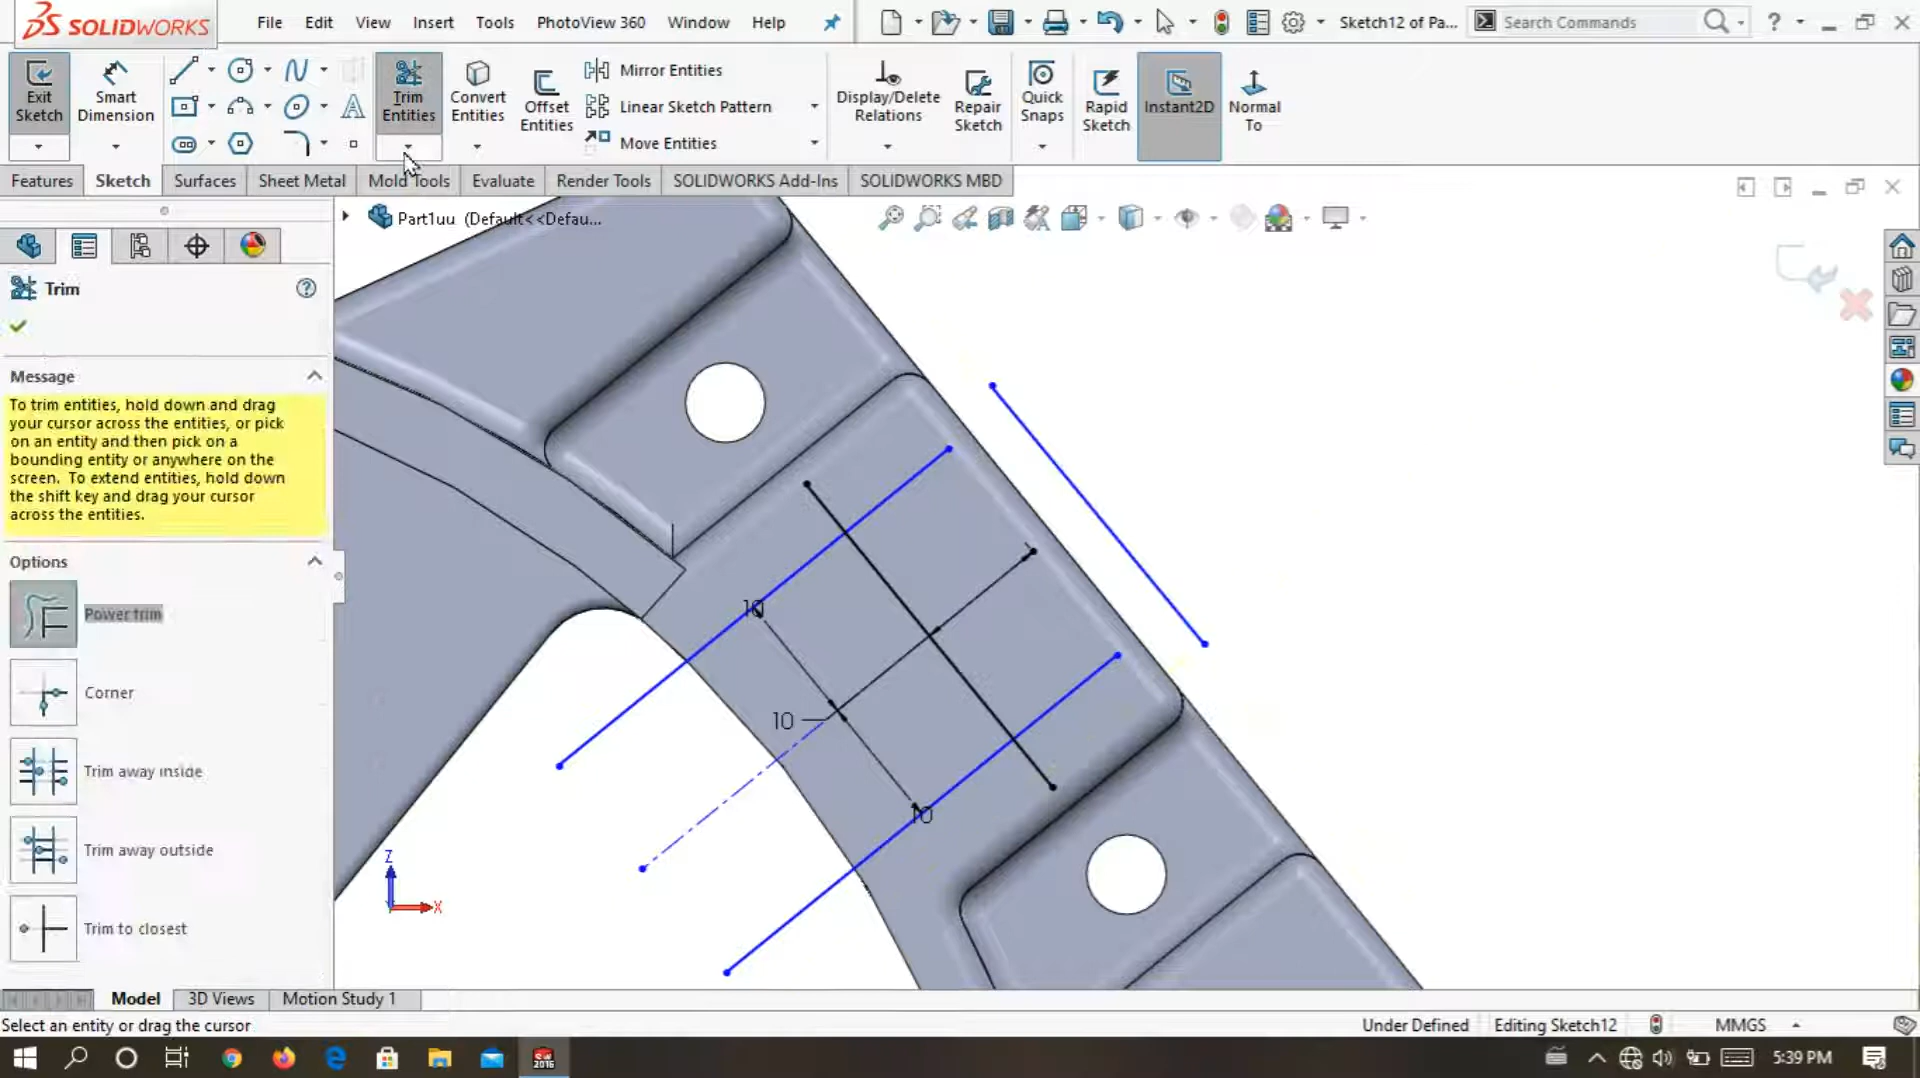 SOLIDWORKS
File Edit View Insert Tools PhotoView 360 Window Help
Sketch12 of Pa... Search Commands
Exit Sketch
Smart Dimension
Trim Entities
Convert Entities
Offset Entities
Mirror Entities
Linear Sketch Pattern
Move Entities
Display/Delete Relations
Repair Sketch
Quick Snaps
Rapid Sketch
Instant2D
Normal To
Features Sketch Surfaces Sheet Metal Mold Tools Evaluate Render Tools SOLIDWORKS Add-Ins SOLIDWORKS MBD
Part1uu (Default<<Defau...
Trim
Message
To trim entities, hold down and drag
your cursor across the entities, or pick
on an entity and then pick on a
bounding entity or anywhere on the
screen. To extend entities, hold down
the shift key and drag your cursor
across the entities.
Options
Power trim
Corner
Trim away inside
Trim away outside
Trim to closest
10
10
10
Z
X
Model 3D Views Motion Study 1
Select an entity or drag the cursor Under Defined Editing Sketch12 MMGS
5:39 PM